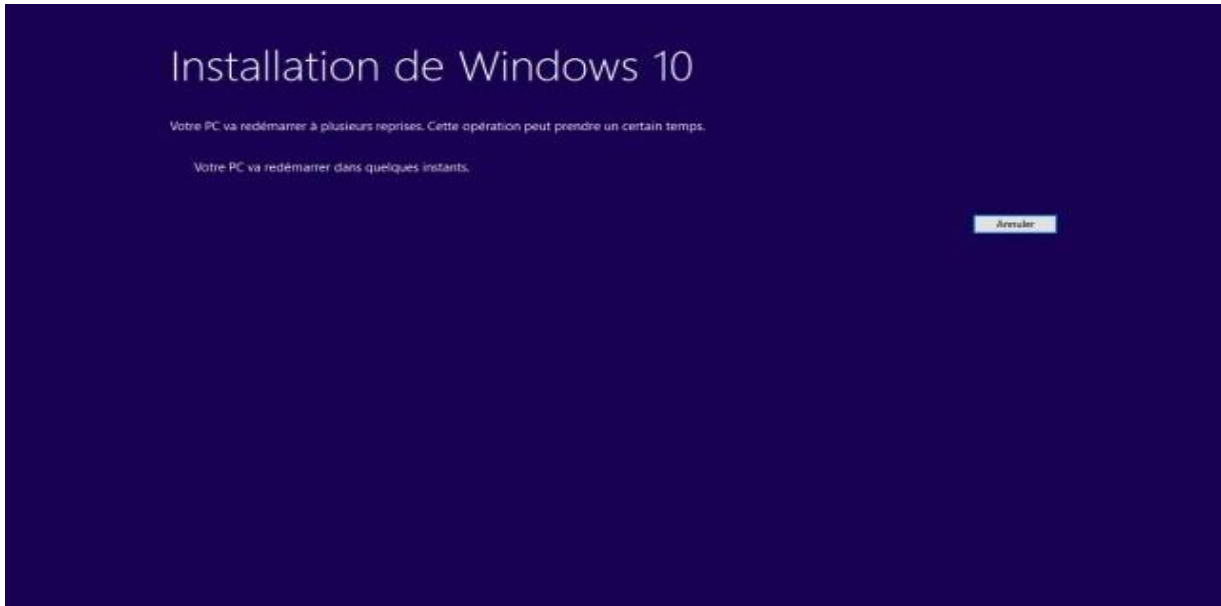 Installation de Windows 10
Votre PC va redémarrer à plusieurs reprises. Cette opération peut prendre un certain temps.
Votre PC va redémarrer dans quelques instants.
Annuler